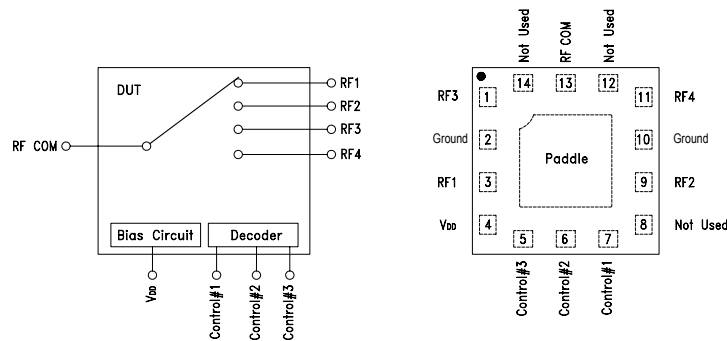 DUT
RF COM
RF1
RF2
RF3
RF4
Bias Circuit
Decoder
VDD
Control#1
Control#2
Control#3
Not Used
RF COM
Not Used
14
13
12
RF3
1
11
RF4
Ground
2
10
Ground
Paddle
RF1
3
9
RF2
VDD
4
8
Not Used
5
6
7
Control#3
Control#2
Control#1